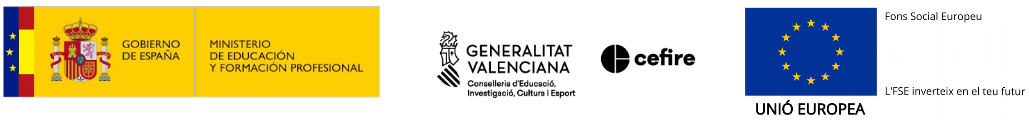 GOBIERNO
DE ESPAÑA
MINISTERIO
DE EDUCACIÓN
Y FORMACIÓN PROFESIONAL
GENERALITAT
VALENCIANA
Conselleria d'Educació,
Investigació, Cultura i Esport
cefire
UNIÓ EUROPEA
Fons Social Europeu
L'FSE inverteix en el teu futur